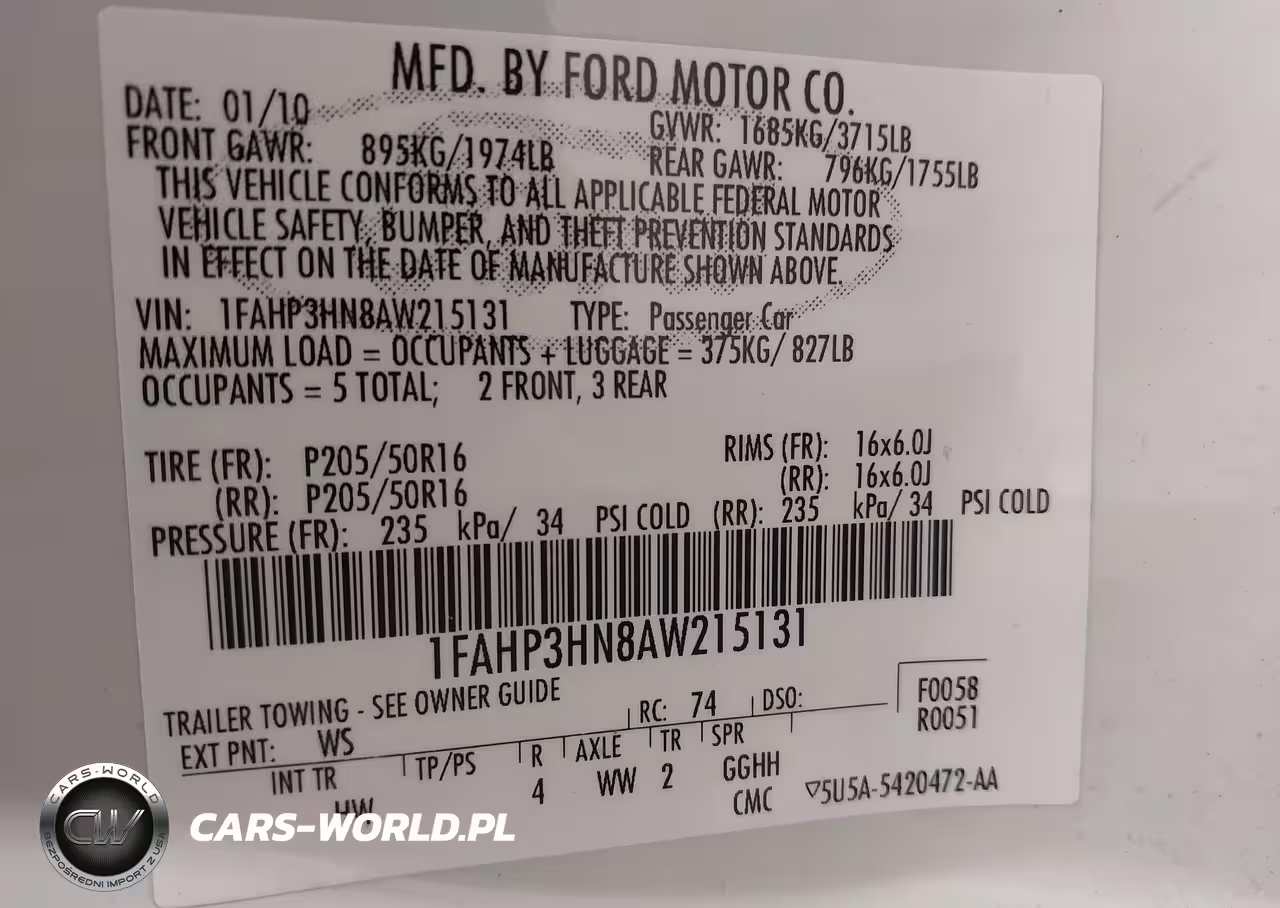 MFD. BY FORD MOTOR CO.
DATE: 01/10
GVWR: 1685KG/3715LB
FRONT GAWR: 895KG/1974LB
REAR GAWR: 796KG/1755LB
THIS VEHICLE CONFORMS TO ALL APPLICABLE FEDERAL MOTOR
VEHICLE SAFETY, BUMPER, AND THEFT PREVENTION STANDARDS
IN EFFECT ON THE DATE OF MANUFACTURE SHOWN ABOVE.
VIN: 1FAHP3HN8AW215131 TYPE: Passenger Car
MAXIMUM LOAD = OCCUPANTS + LUGGAGE = 375KG/ 827LB
OCCUPANTS = 5 TOTAL; 2 FRONT, 3 REAR
TIRE (FR): P205/50R16 RIMS (FR): 16x6.0J
(RR): P205/50R16 (RR): 16x6.0J
PRESSURE (FR): 235 kPa/ 34 PSI COLD (RR): 235 kPa/ 34 PSI COLD
1FAHP3HN8AW215131
TRAILER TOWING - SEE OWNER GUIDE
F0058
R0051
EXT PNT: WS RC: 74 DSO:
INT TR TP/PS R AXLE TR SPR
HW 4 WW 2 GGHH
CMC
▽5U5A-5420472-AA
CARS-WORLD
CW
BEZPOŚREDNI IMPORT Z USA
CARS-WORLD.PL